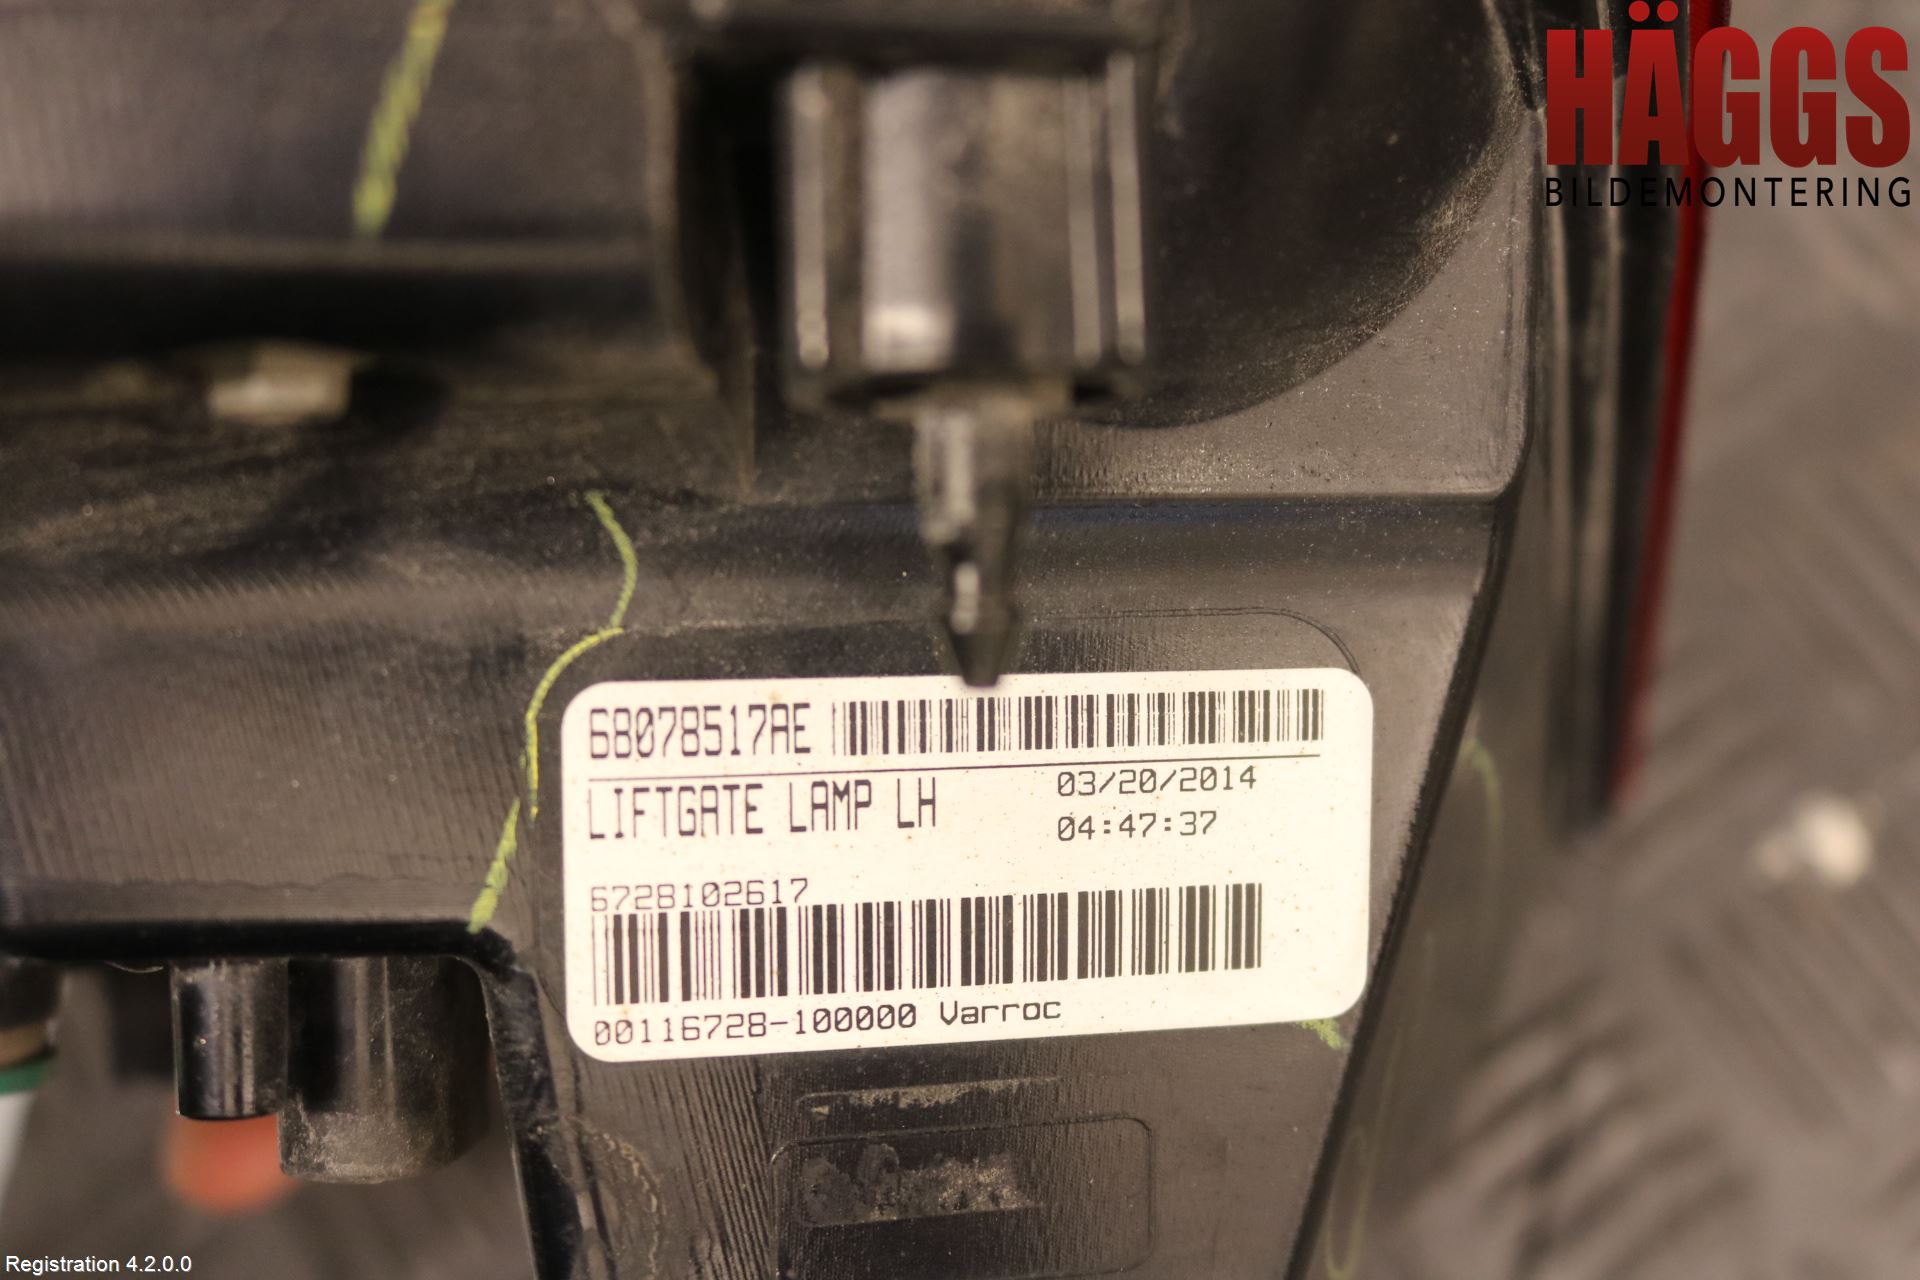 HÄGGS
BILDEMONTERING
68078517AE
LIFTGATE LAMP LH
03/20/2014
04:47:37
6728102617
00116728-100000 Varroc
Registration 4.2.0.0